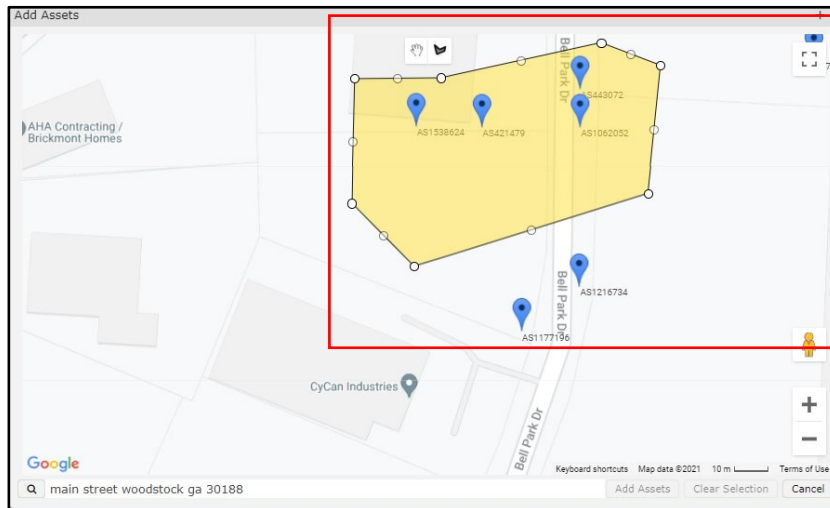 Add Assets
Bell Park Dr
AS443072
AHA Contracting /
Brickmont Homes
AS1538624
AS421479
AS1062052
AS1216734
Bell Park Dr
AS1177196
CyCan Industries
Bell Park Dr
Google
Keyboard shortcuts Map data ©2021 10 m Terms of Use
main street woodstock ga 30188 Add Assets Clear Selection Cancel